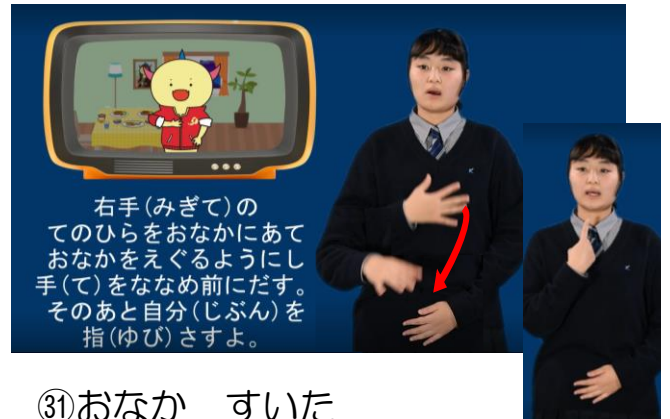 右手(みぎて)の
てのひらをおなかにあて
おなかをえぐるようにし
手(て)をななめ前にだす。
そのあと自分(じぶん)を
指(ゆび)さすよ。
㉛おなか　すいた